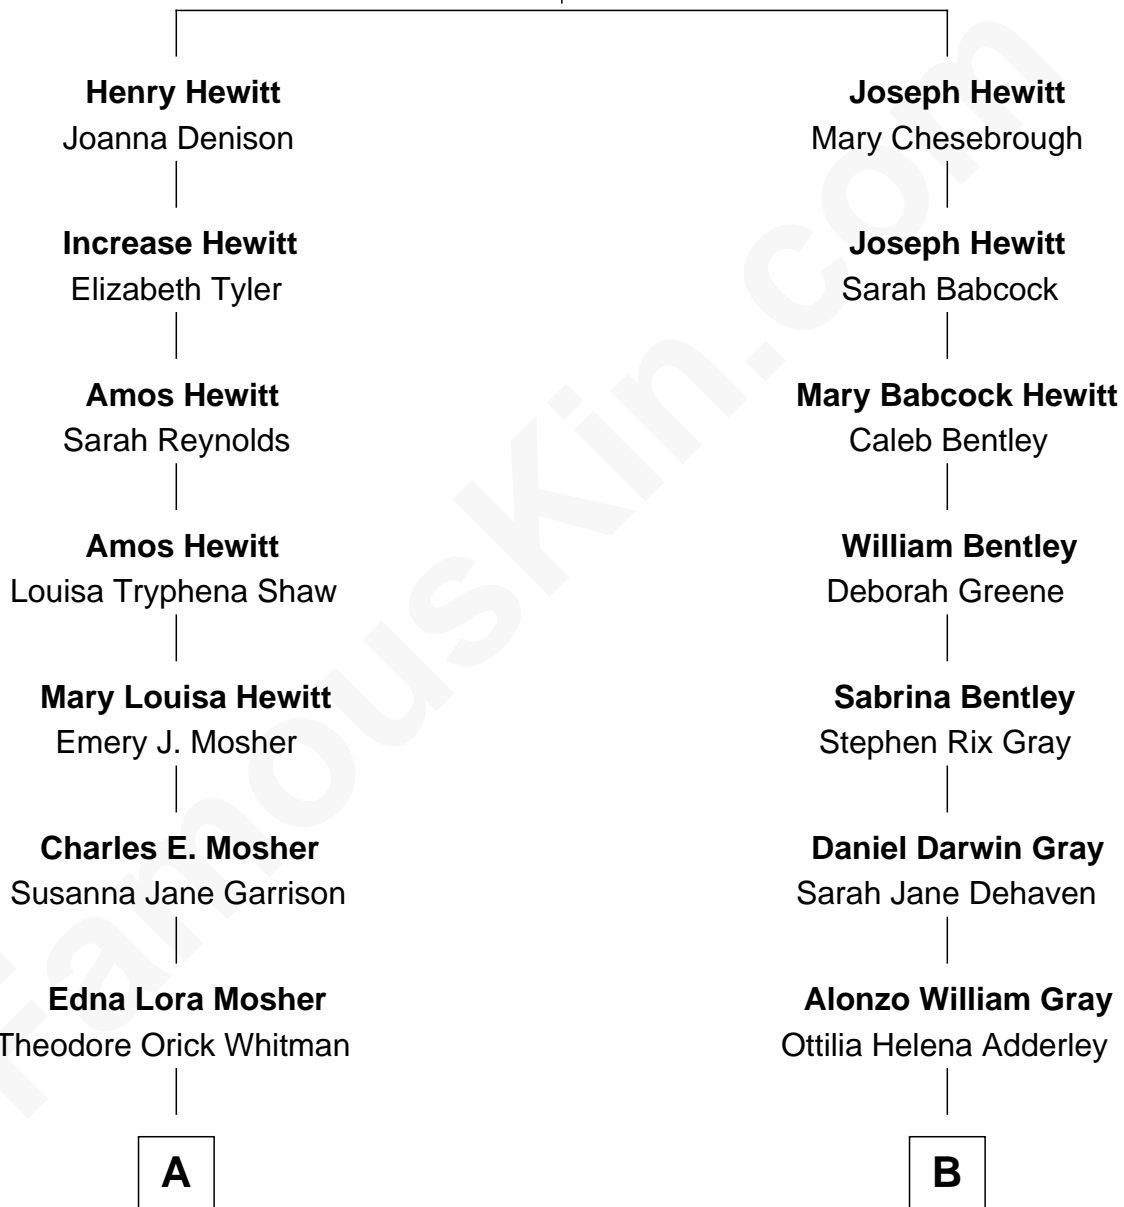 Henry Hewitt
Joanna Denison
Increase Hewitt
Elizabeth Tyler
Amos Hewitt
Sarah Reynolds
Amos Hewitt
Louisa Tryphena Shaw
Mary Louisa Hewitt
Emery J. Mosher
Charles E. Mosher
Susanna Jane Garrison
Edna Lora Mosher
Theodore Orick Whitman
A
Joseph Hewitt
Mary Chesebrough
Joseph Hewitt
Sarah Babcock
Mary Babcock Hewitt
Caleb Bentley
William Bentley
Deborah Greene
Sabrina Bentley
Stephen Rix Gray
Daniel Darwin Gray
Sarah Jane Dehaven
Alonzo William Gray
Ottilia Helena Adderley
B
FamousKin.com